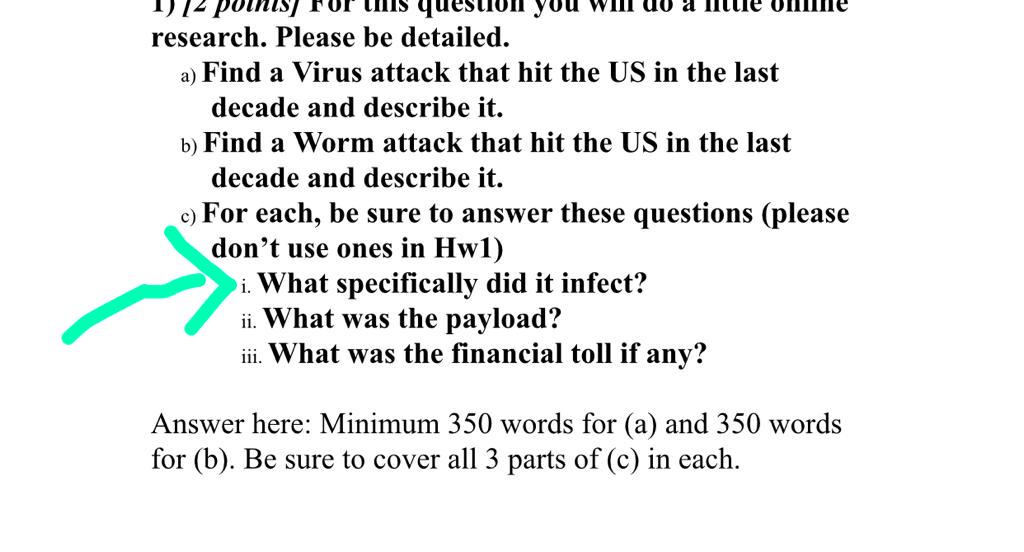 1) [2 points] For this question you will do a little online
research. Please be detailed.
a) Find a Virus attack that hit the US in the last
decade and describe it.
b) Find a Worm attack that hit the US in the last
decade and describe it.
c) For each, be sure to answer these questions (please
don’t use ones in Hw1)
i. What specifically did it infect?
ii. What was the payload?
iii. What was the financial toll if any?
Answer here: Minimum 350 words for (a) and 350 words
for (b). Be sure to cover all 3 parts of (c) in each.